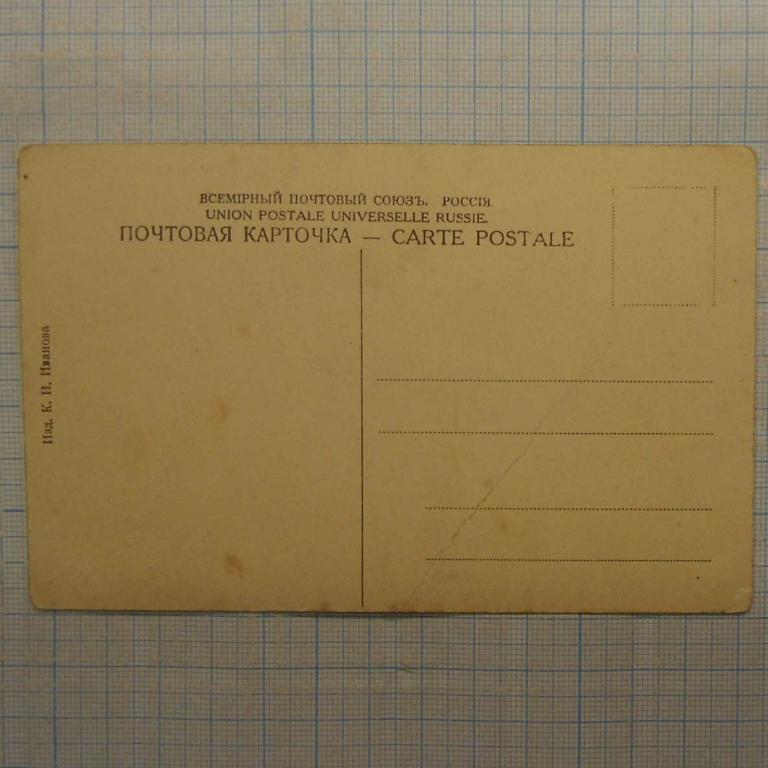 ВСЕМІРНЫЙ ПОЧТОВЫЙ СОЮЗЪ. РОССІЯ.
UNION POSTALE UNIVERSELLE RUSSIE.
ПОЧТОВАЯ КАРТОЧКА — CARTE POSTALE
Изд. К. И. Иванова